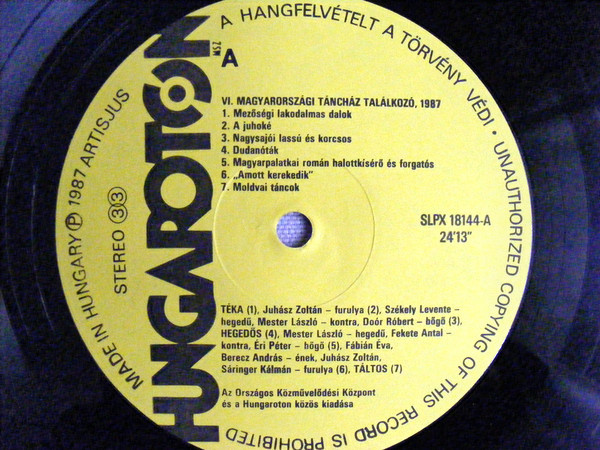 A HANGFELVÉTELT A TÖRVÉNY VÉDI • UNAUTHORIZED COPYING OF THIS RECORD IS PROHIBITED
MADE IN HUNGARY Ⓟ 1987 ARTISJUS
STEREO 33
HUNGAROTON
MSZ
A
VI. MAGYARORSZÁGI TÁNCHÁZ TALÁLKOZÓ, 1987
1. Mezőségi lakodalmas dalok
2. A juhoké
3. Nagysajói lassú és korcsos
4. Dudanóták
5. Magyarpalatkai román halottkísérő és forgatós
6. „Amott kerekedik”
7. Moldvai táncok
SLPX 18144-A
24'13"
TÉKA (1), Juhász Zoltán – furulya (2), Székely Levente –
hegedű, Mester László – kontra, Doór Róbert – bőgő (3),
HEGEDŐS (4), Mester László – hegedű, Fekete Antal –
kontra, Éri Péter – bőgő (5), Fábián Éva,
Berecz András – ének, Juhász Zoltán,
Sáringer Kálmán – furulya (6), TÁLTOS (7)
Az Országos Közművelődési Központ
és a Hungaroton közös kiadása